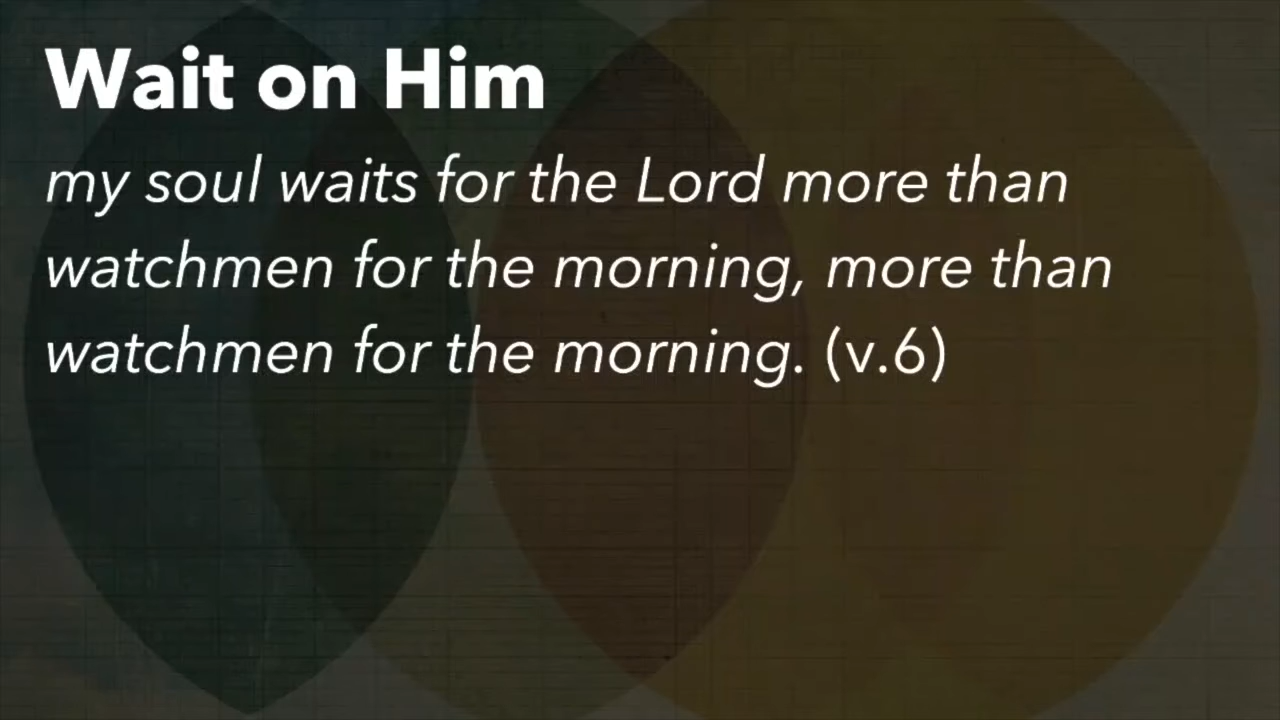 Wait on Him
my soul waits for the Lord more than
watchmen for the morning, more than
watchmen for the morning. (v.6)